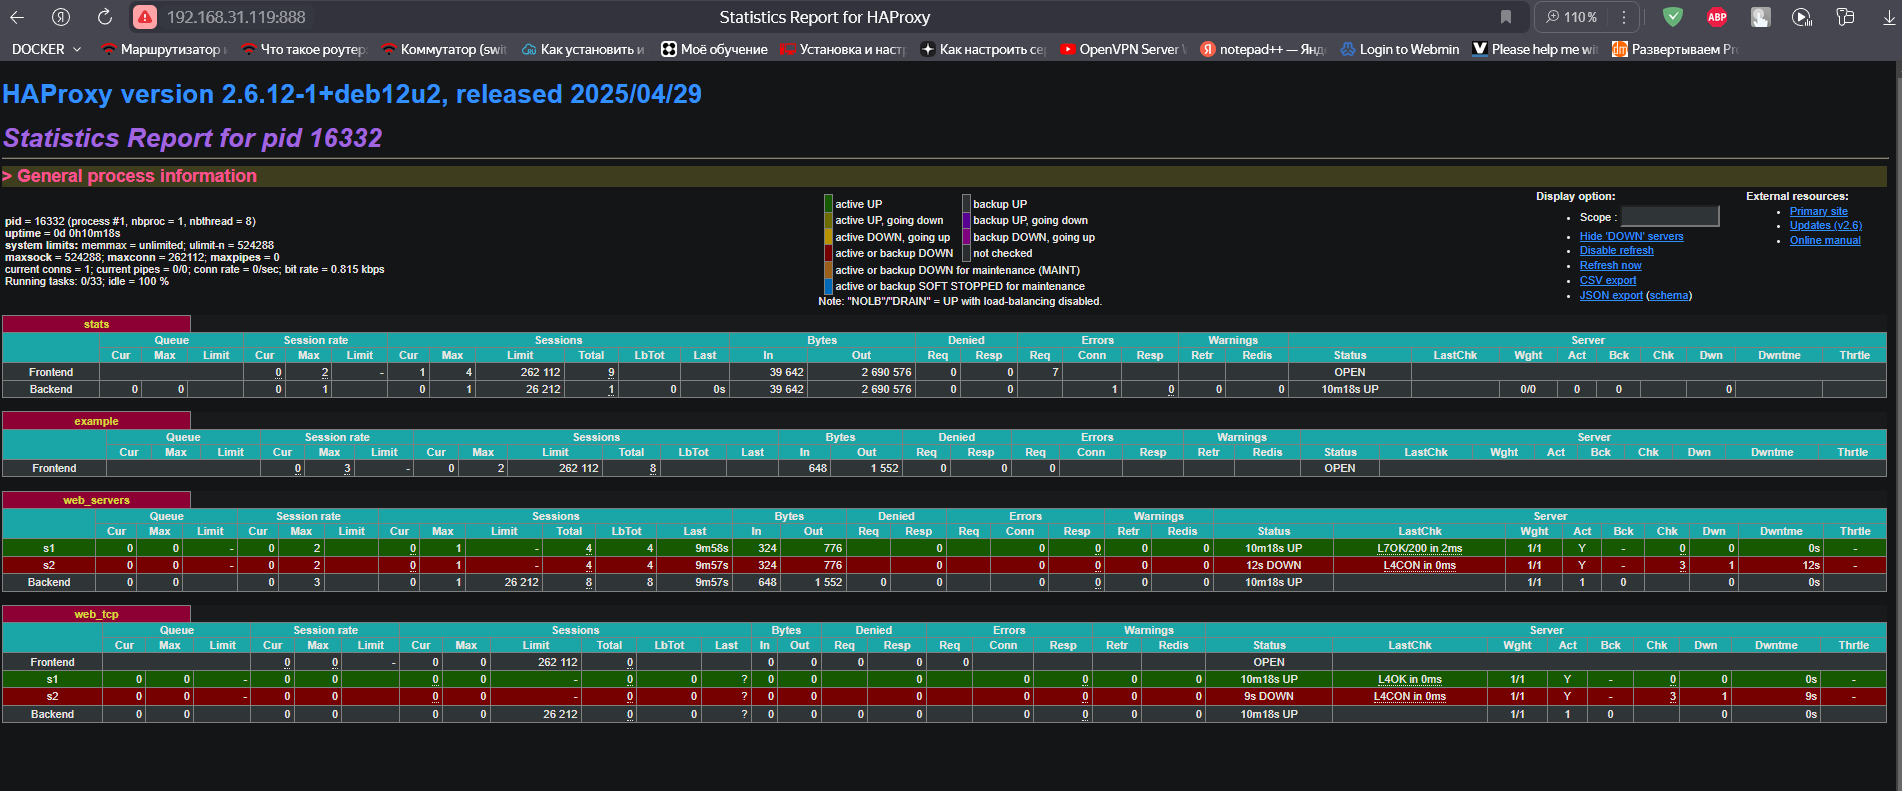 192.168.31.119:888
Statistics Report for HAProxy
110 %
ABP
DOCKER
Маршрутизатор
Что такое роутер
Коммутатор (swit
Как установить и
Моё обучение
Установка и настр
Как настроить се
OpenVPN Server
notepad++ — Янд
Login to Webmin
Please help me wit
Развертываем Pr
HAProxy version 2.6.12-1+deb12u2, released 2025/04/29
Statistics Report for pid 16332
> General process information
pid = 16332 (process #1, nbproc = 1, nbthread = 8)
uptime = 0d 0h10m18s
system limits: memmax = unlimited; ulimit-n = 524288
maxsock = 524288; maxconn = 262112; maxpipes = 0
current conns = 1; current pipes = 0/0; conn rate = 0/sec; bit rate = 0.815 kbps
Running tasks: 0/33; idle = 100 %
active UP backup UP
active UP, going down backup UP, going down
active DOWN, going up backup DOWN, going up
active or backup DOWN not checked
active or backup DOWN for maintenance (MAINT)
active or backup SOFT STOPPED for maintenance
Note: "NOLB"/"DRAIN" = UP with load-balancing disabled.
Display option:
Scope :
Hide 'DOWN' servers
Disable refresh
Refresh now
CSV export
JSON export (schema)
External resources:
Primary site
Updates (v2.6)
Online manual
stats
Queue Session rate Sessions Bytes Denied Errors Warnings Server
Cur Max Limit Cur Max Limit Cur Max Limit Total LbTot Last In Out Req Resp Req Conn Resp Retr Redis Status LastChk Wght Act Bck Chk Dwn Dwntme Thrtle
Frontend 0 2 - 1 4 262 112 9 39 642 2 690 576 0 0 7 OPEN
Backend 0 0 0 1 0 1 26 212 1 0 0s 39 642 2 690 576 0 0 1 0 0 0 10m18s UP 0/0 0 0 0
example
Queue Session rate Sessions Bytes Denied Errors Warnings Server
Cur Max Limit Cur Max Limit Cur Max Limit Total LbTot Last In Out Req Resp Req Conn Resp Retr Redis Status LastChk Wght Act Bck Chk Dwn Dwntme Thrtle
Frontend 0 3 - 0 2 262 112 8 648 1 552 0 0 0 OPEN
web_servers
Queue Session rate Sessions Bytes Denied Errors Warnings Server
Cur Max Limit Cur Max Limit Cur Max Limit Total LbTot Last In Out Req Resp Req Conn Resp Retr Redis Status LastChk Wght Act Bck Chk Dwn Dwntme Thrtle
s1 0 0 - 0 2 0 1 - 4 4 9m58s 324 776 0 0 0 0 0 10m18s UP L7OK/200 in 2ms 1/1 Y - 0 0 0s -
s2 0 0 - 0 2 0 1 - 4 4 9m57s 324 776 0 0 0 0 0 12s DOWN L4CON in 0ms 1/1 Y - 3 1 12s -
Backend 0 0 0 3 0 1 26 212 8 8 9m57s 648 1 552 0 0 0 0 0 0 10m18s UP 1/1 1 0 0 0s
web_tcp
Queue Session rate Sessions Bytes Denied Errors Warnings Server
Cur Max Limit Cur Max Limit Cur Max Limit Total LbTot Last In Out Req Resp Req Conn Resp Retr Redis Status LastChk Wght Act Bck Chk Dwn Dwntme Thrtle
Frontend 0 0 - 0 0 262 112 0 0 0 0 0 0 OPEN
s1 0 0 - 0 0 0 0 - 0 0 ? 0 0 0 0 0 0 0 10m18s UP L4OK in 0ms 1/1 Y - 0 0 0s -
s2 0 0 - 0 0 0 0 - 0 0 ? 0 0 0 0 0 0 0 9s DOWN L4CON in 0ms 1/1 Y - 3 1 9s -
Backend 0 0 0 0 0 0 26 212 0 0 ? 0 0 0 0 0 0 0 0 10m18s UP 1/1 1 0 0 0s